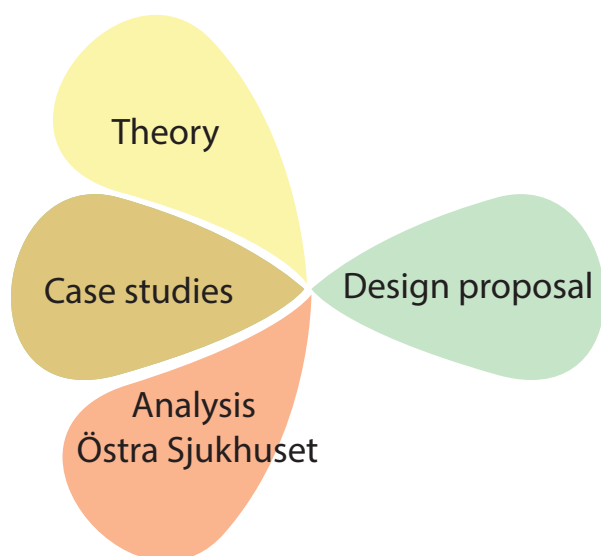 Theory
Case studies
Design proposal
Analysis
Östra Sjukhuset